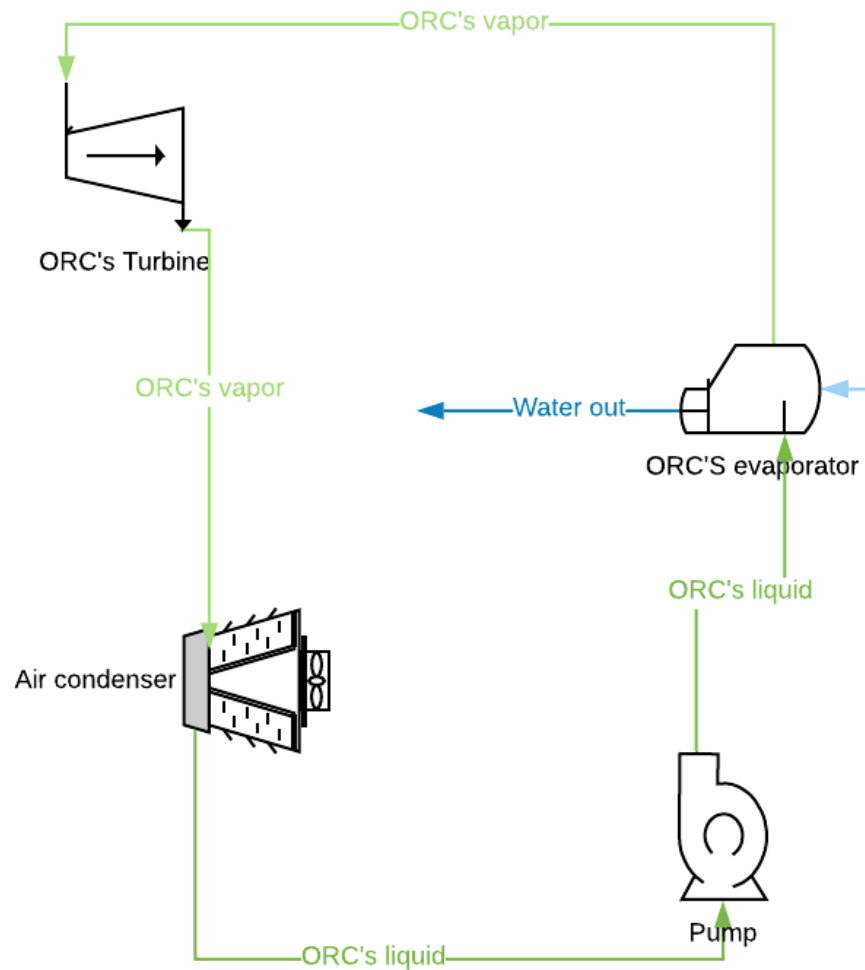 ORC's vapor
ORC's Turbine
ORC's vapor
Water out
ORC'S evaporator
ORC's liquid
Air condenser
Pump
ORC's liquid